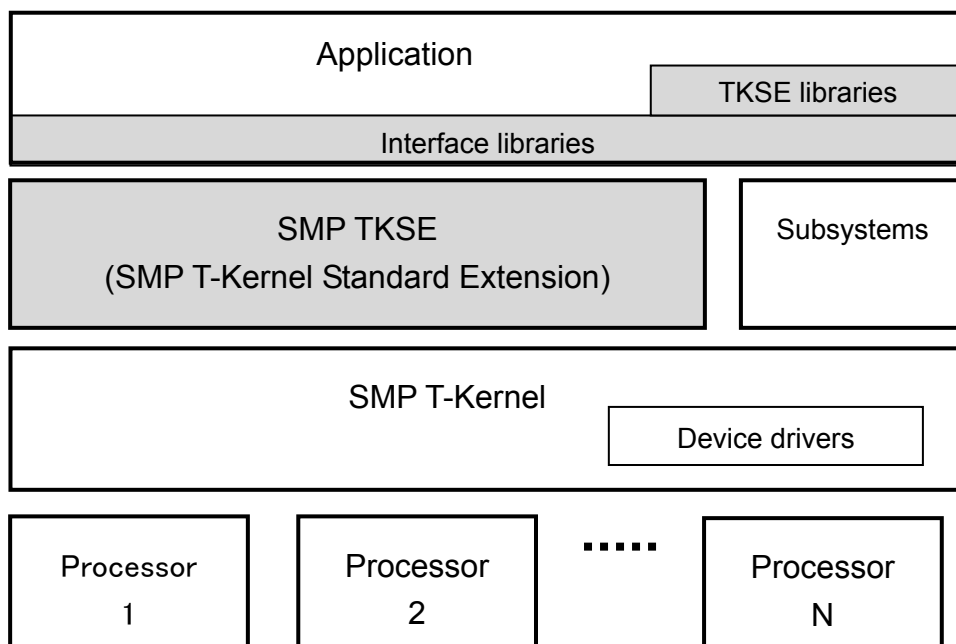 Application
TKSE libraries
Interface libraries
SMP TKSE
(SMP T-Kernel Standard Extension)
Subsystems
SMP T-Kernel
Device drivers
Processor
1
Processor
2
.....
Processor
N